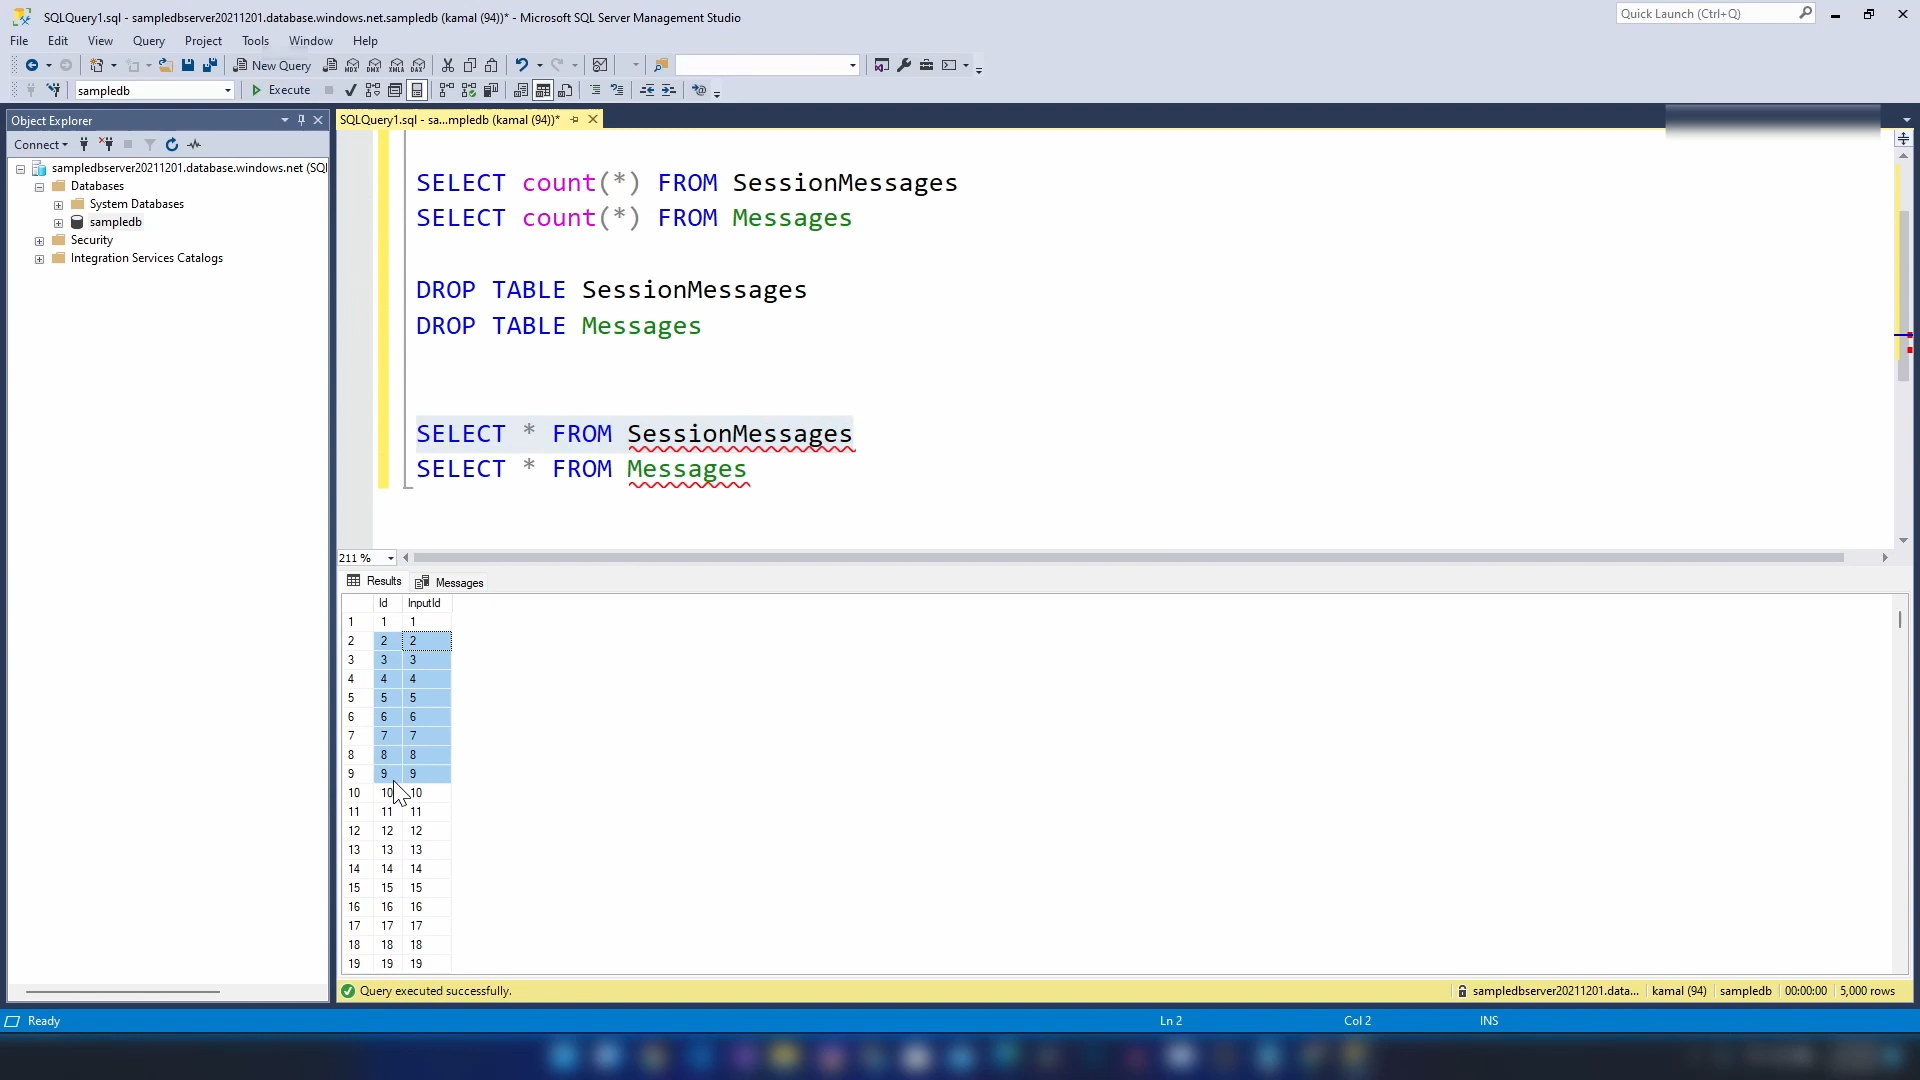 SQLQuery1.sql - sampledbserver20211201.database.windows.net.sampledb (kamal (94))* - Microsoft SQL Server Management Studio
Quick Launch (Ctrl+Q)
File Edit View Query Project Tools Window Help
New Query
sampledb
Execute
Object Explorer
SQLQuery1.sql - sa...mpledb (kamal (94))*
Connect
sampledbserver20211201.database.windows.net (SQL
Databases
System Databases
sampledb
Security
Integration Services Catalogs
SELECT count(*) FROM SessionMessages
SELECT count(*) FROM Messages
DROP TABLE SessionMessages
DROP TABLE Messages
SELECT * FROM SessionMessages
SELECT * FROM Messages
211 %
Results Messages
Id InputId
1 1 1
2 2 2
3 3 3
4 4 4
5 5 5
6 6 6
7 7 7
8 8 8
9 9 9
10 10 10
11 11 11
12 12 12
13 13 13
14 14 14
15 15 15
16 16 16
17 17 17
18 18 18
19 19 19
Query executed successfully.
sampledbserver20211201.data... kamal (94) sampledb 00:00:00 5,000 rows
Ready
Ln 2
Col 2
INS